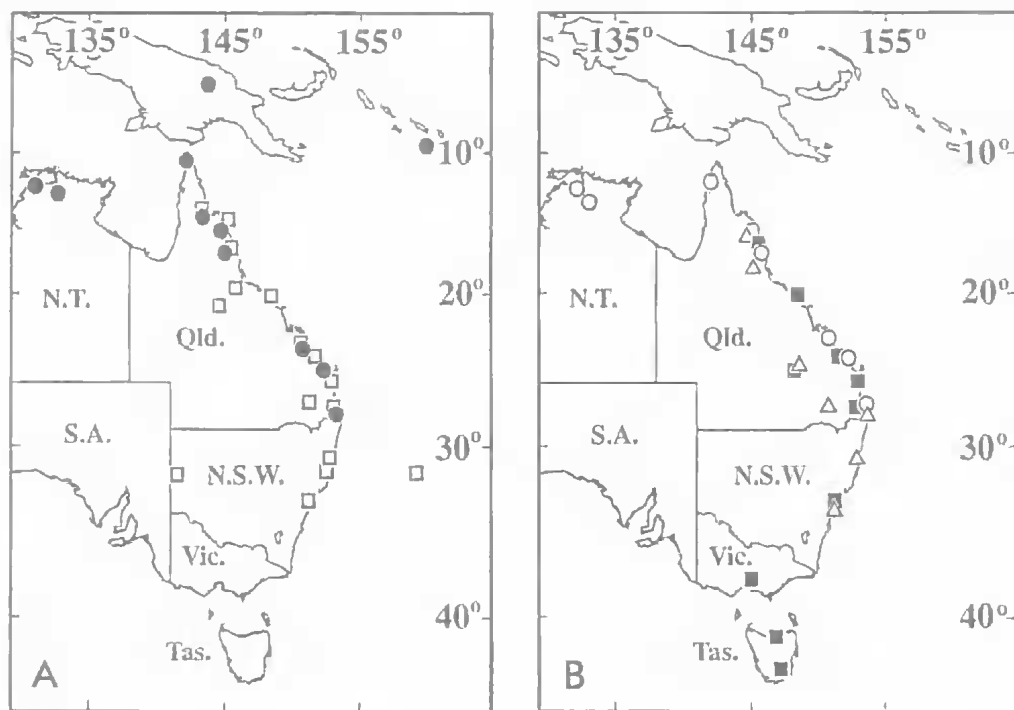 135° 145° 155°
10°
N.T.
20°
Qld.
S.A.
30°
N.S.W.
Vic.
40°
Tas.
A
135° 145° 155°
10°
N.T.
20°
Qld.
S.A.
30°
N.S.W.
Vic.
40°
Tas.
B